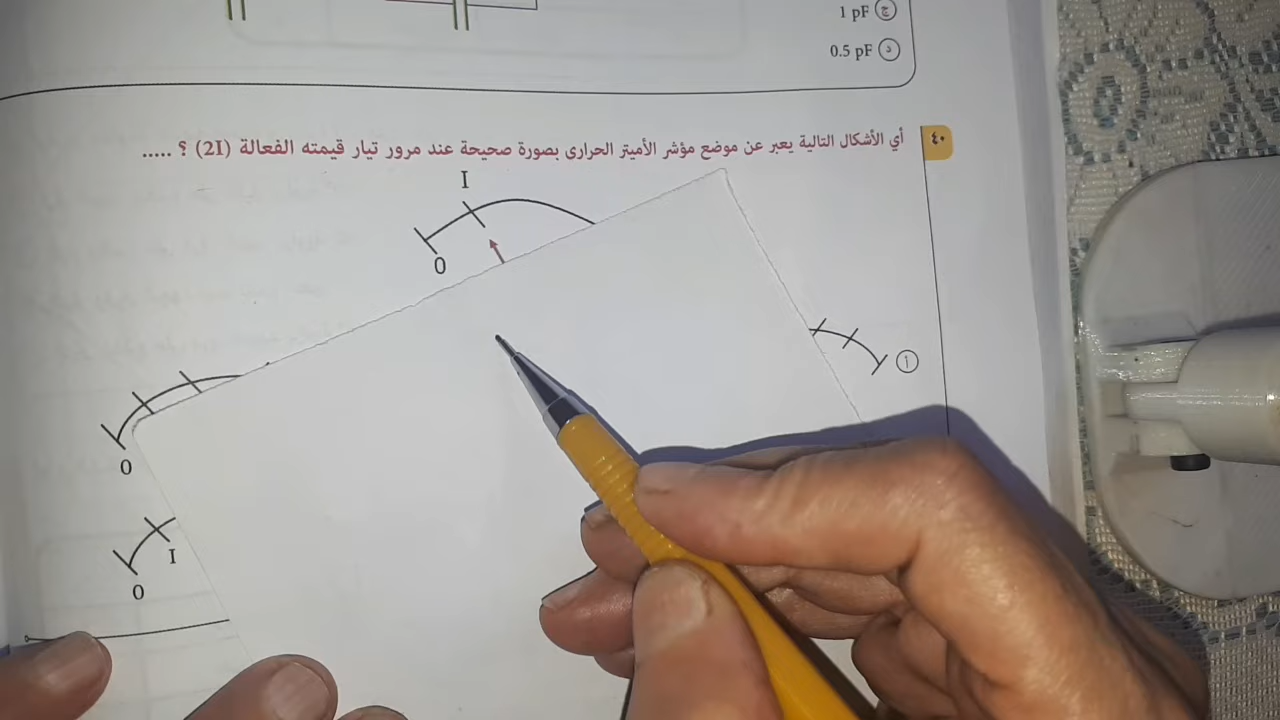 1 pF ج
0.5 pF د
٤٠ أي الأشكال التالية يعبر عن موضع مؤشر الأميتر الحرارى بصورة صحيحة عند مرور تيار قيمته الفعالة (2I) ؟ .....
I
0
أ
0
I
0